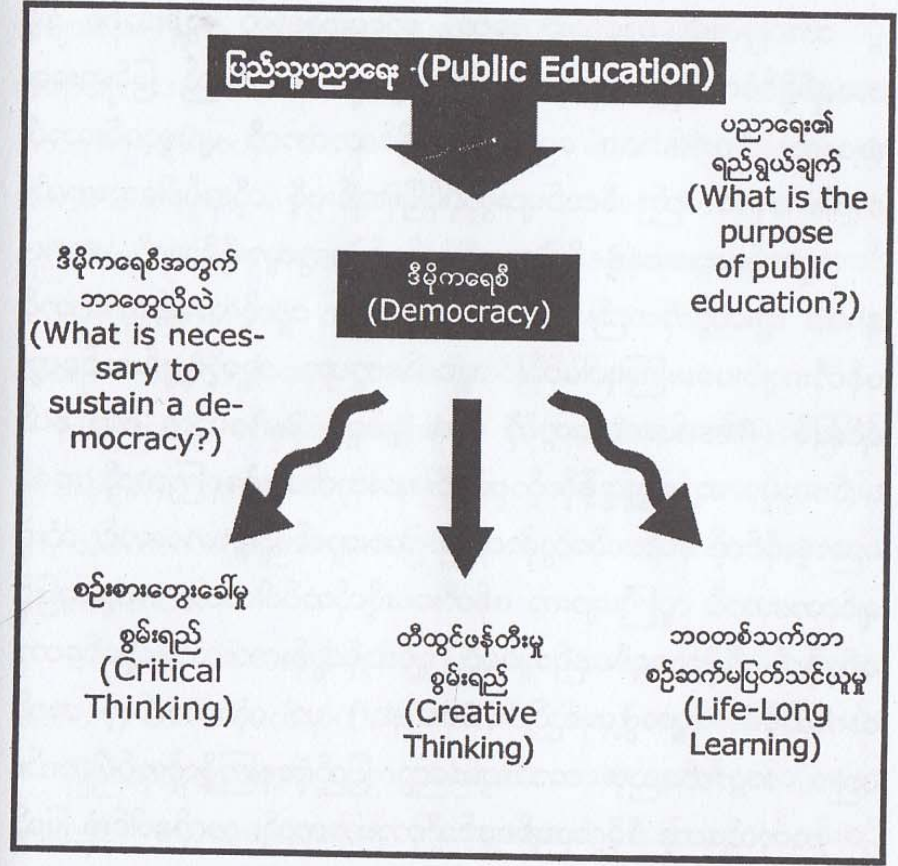 ပြည်သူ့ပညာရေး (Public Education)
ပညာရေး၏
ရည်ရွယ်ချက်
(What is the
purpose
of public
education?)
ဒီမိုကရေစီအတွက်
ဘာတွေလိုလဲ
(What is neces-
sary to
sustain a de-
mocracy?)
ဒီမိုကရေစီ
(Democracy)
စဉ်းစားတွေးခေါ်မှု
စွမ်းရည်
(Critical
Thinking)
တီထွင်ဖန်တီးမှု
စွမ်းရည်
(Creative
Thinking)
ဘဝတစ်သက်တာ
စဉ်ဆက်မပြတ်သင်ယူမှု
(Life-Long
Learning)